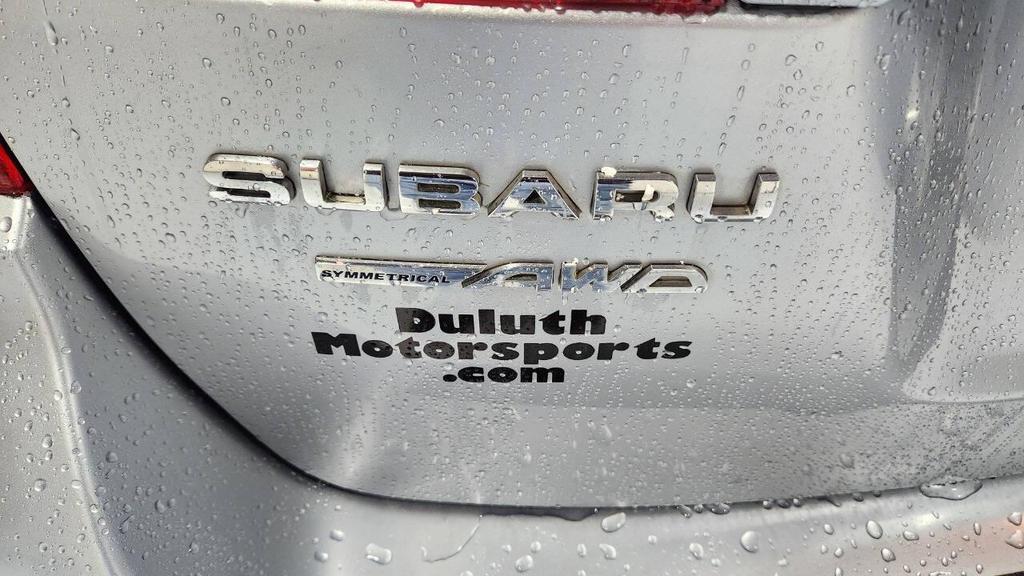 SUBARU
SYMMETRICAL AWD
Duluth
Motorsports
.com